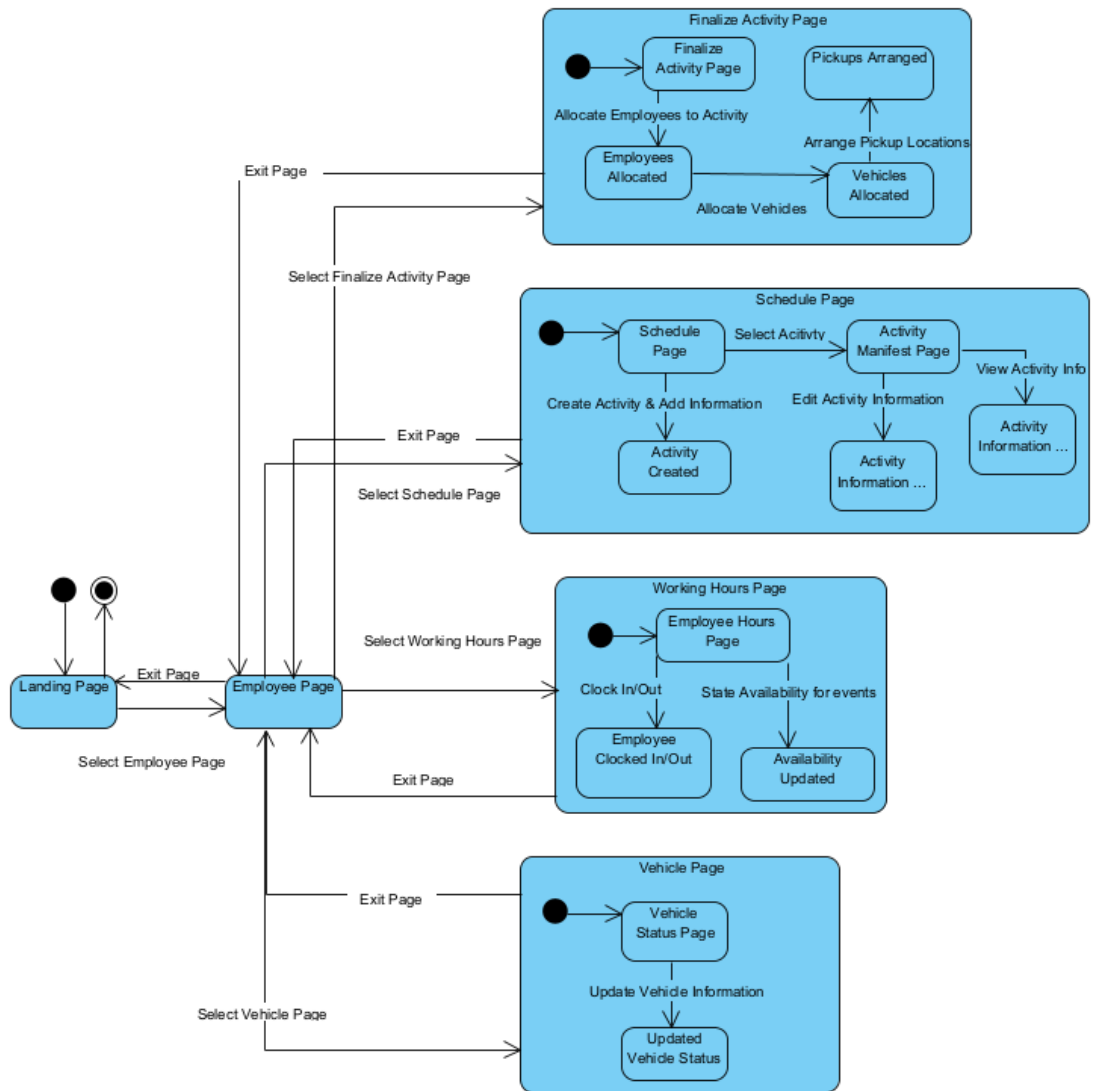 Finalize Activity Page
Finalize
Activity Page
Pickups Arranged
Allocate Employees to Activity
Arrange Pickup Locations
Employees
Allocated
Vehicles
Allocated
Allocate Vehicles
Exit Page
Select Finalize Activity Page
Schedule Page
Schedule
Page
Select Acitivty
Activity
Manifest Page
View Activity Info
Create Activity & Add Information
Edit Activity Information
Activity
Created
Activity
Information ...
Activity
Information ...
Exit Page
Select Schedule Page
Working Hours Page
Employee Hours
Page
Select Working Hours Page
Clock In/Out
State Availability for events
Employee
Clocked In/Out
Availability
Updated
Exit Page
Landing Page
Exit Page
Employee Page
Select Employee Page
Vehicle Page
Vehicle
Status Page
Exit Page
Update Vehicle Information
Select Vehicle Page
Updated
Vehicle Status